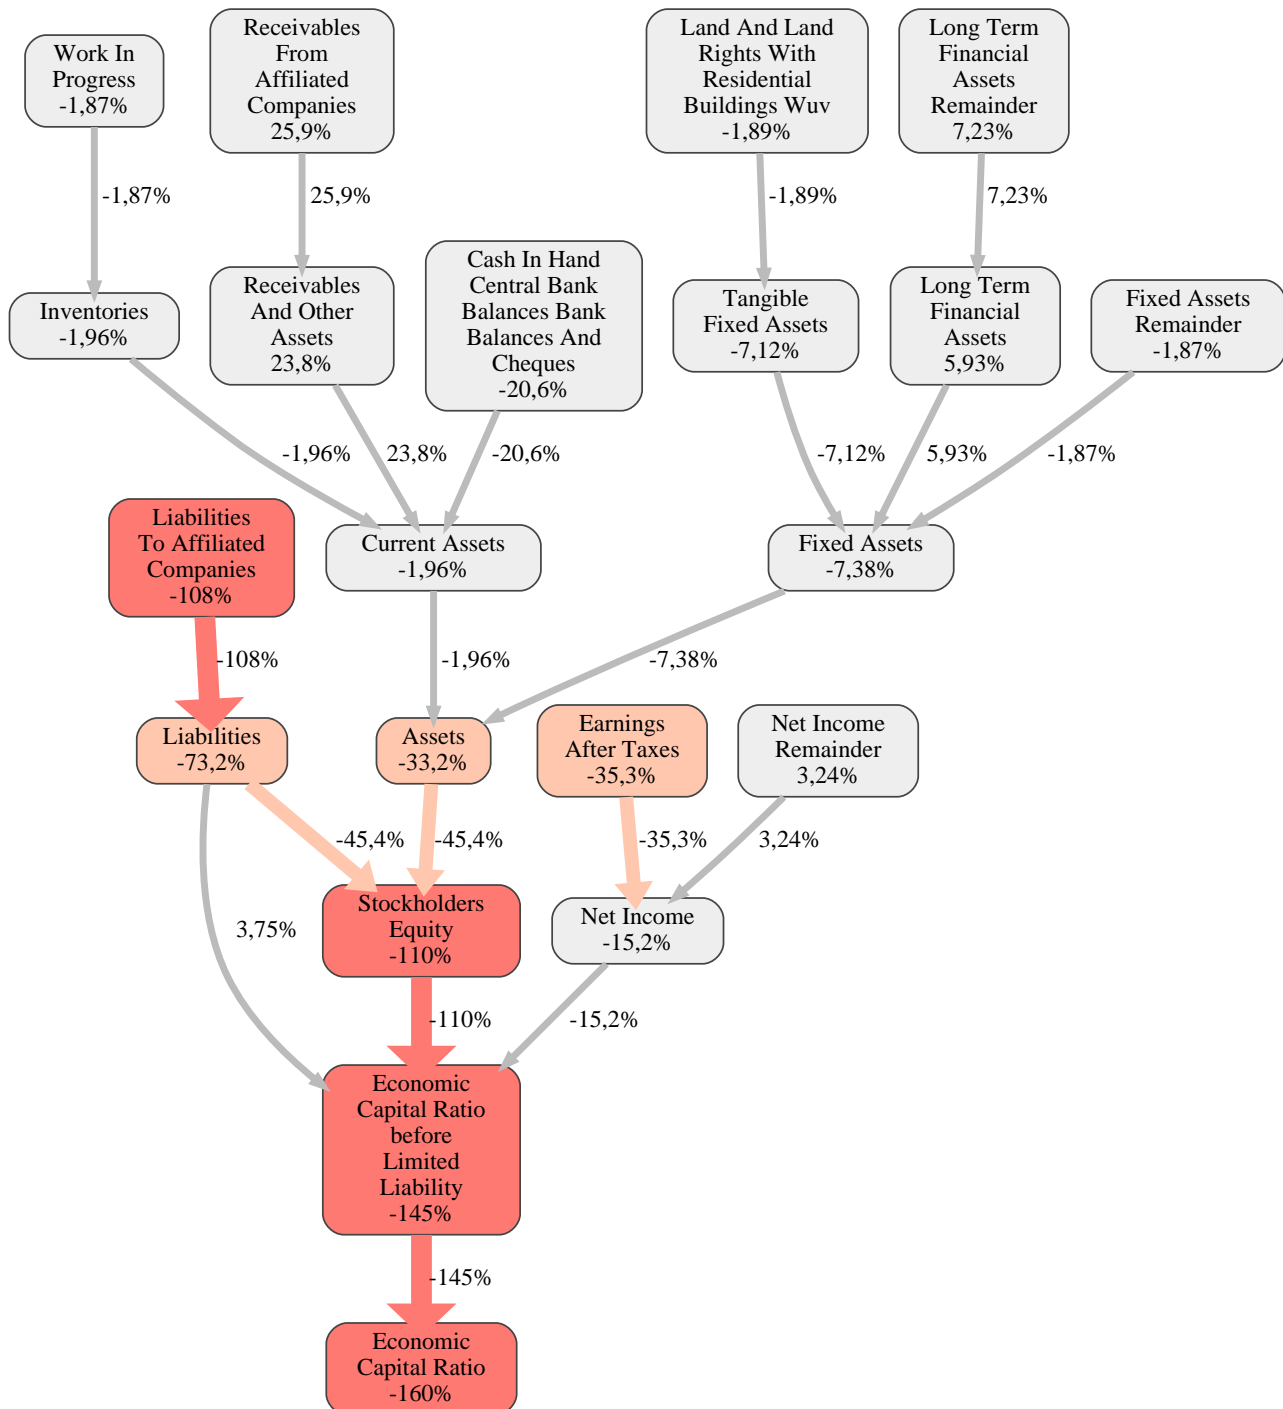 Work In
Progress
-1,87%
Receivables
From
Affiliated
Companies
25,9%
Land And Land
Rights With
Residential
Buildings Wuv
-1,89%
Long Term
Financial
Assets
Remainder
7,23%
-1,87%
25,9%
-1,89%
7,23%
Inventories
-1,96%
Receivables
And Other
Assets
23,8%
Cash In Hand
Central Bank
Balances Bank
Balances And
Cheques
-20,6%
Tangible
Fixed Assets
-7,12%
Long Term
Financial
Assets
5,93%
Fixed Assets
Remainder
-1,87%
-1,96%
23,8%
-20,6%
-7,12%
5,93%
-1,87%
Liabilities
To Affiliated
Companies
-108%
Current Assets
-1,96%
Fixed Assets
-7,38%
-108%
-1,96%
-7,38%
Liabilities
-73,2%
Assets
-33,2%
Earnings
After Taxes
-35,3%
Net Income
Remainder
3,24%
-45,4%
-45,4%
-35,3%
3,24%
3,75%
Stockholders
Equity
-110%
Net Income
-15,2%
-110%
-15,2%
Economic
Capital Ratio
before
Limited
Liability
-145%
-145%
Economic
Capital Ratio
-160%